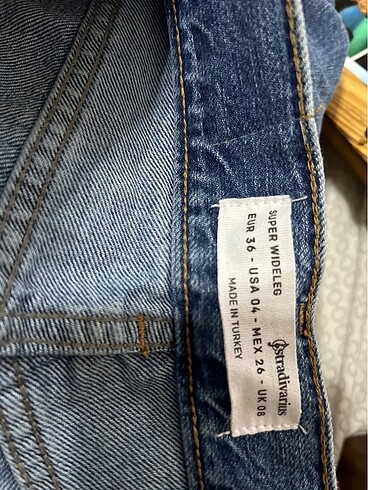 stradivarius
SUPER WIDELEG
EUR 36 - USA 04 - MEX 26 - UK 08
MADE IN TURKEY